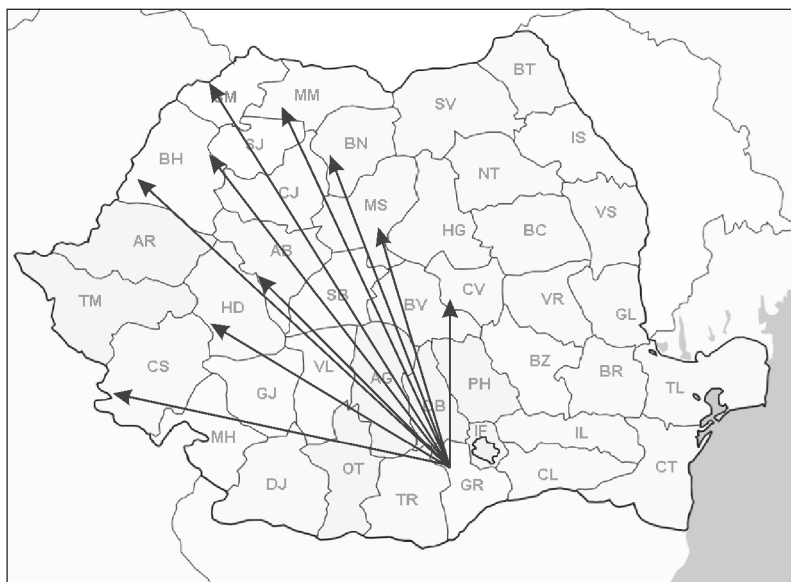 BT
SM
MM
SV
SJ
BN
IS
BH
NT
CJ
MS
VS
HG
BC
AR
AB
TM
HD
SB
BV
CV
VR
GL
CS
VL
AG
PH
BZ
BR
TL
GJ
DB
IF
IL
MH
OT
CT
DJ
TR
GR
CL